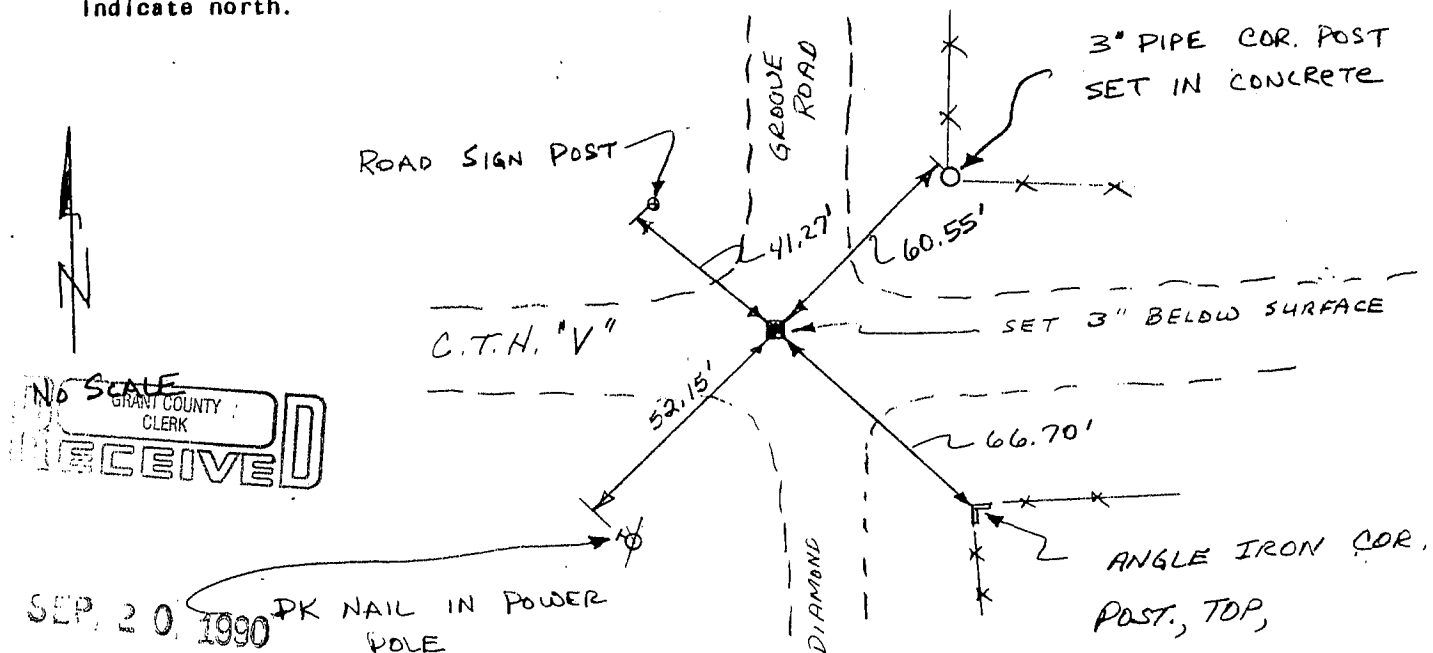 Indicate north.
GROOVE
ROAD
3" PIPE COR. POST
SET IN CONCRETE
ROAD SIGN POST
41.27'
60.55'
N
C.T.H. "V"
SET 3" BELOW SURFACE
NO SCALE
GRANT COUNTY
CLERK
RECEIVED
52.15'
66.70'
SEP. 20. 1990
PK NAIL IN POWER
POLE
DIAMOND
ANGLE IRON COR.
POST., TOP,